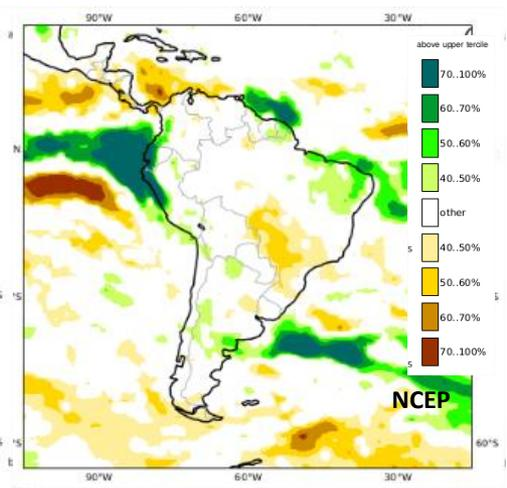 90°W 60°W 30°W
above upper tercile
70..100%
60..70%
50..60%
40..50%
other
40..50%
50..60%
60..70%
70..100%
N
°S
s
s
NCEP
°S 60°S
90°W 60°W 30°W